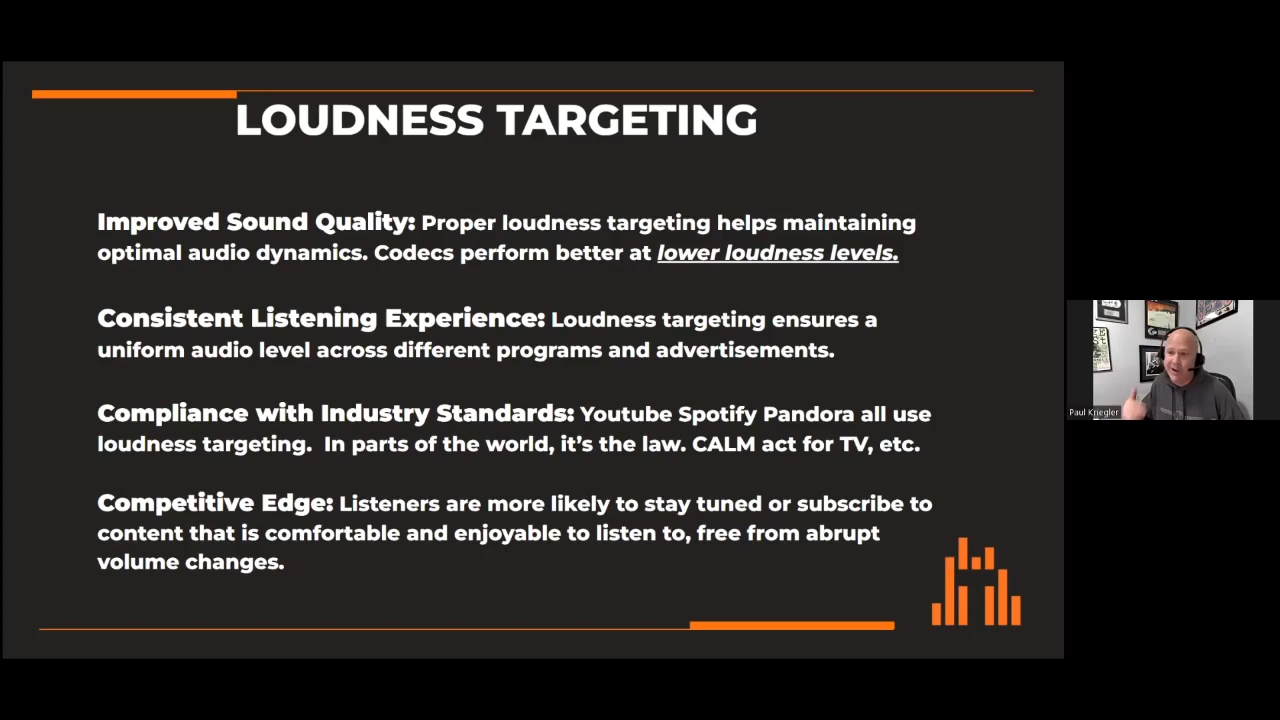 LOUDNESS TARGETING
Improved Sound Quality: Proper loudness targeting helps maintaining
optimal audio dynamics. Codecs perform better at lower loudness levels.
Consistent Listening Experience: Loudness targeting ensures a
uniform audio level across different programs and advertisements.
Compliance with Industry Standards: Youtube Spotify Pandora all use
loudness targeting.  In parts of the world, it's the law. CALM act for TV, etc.
Competitive Edge: Listeners are more likely to stay tuned or subscribe to
content that is comfortable and enjoyable to listen to, free from abrupt
volume changes.
Paul Kriegler